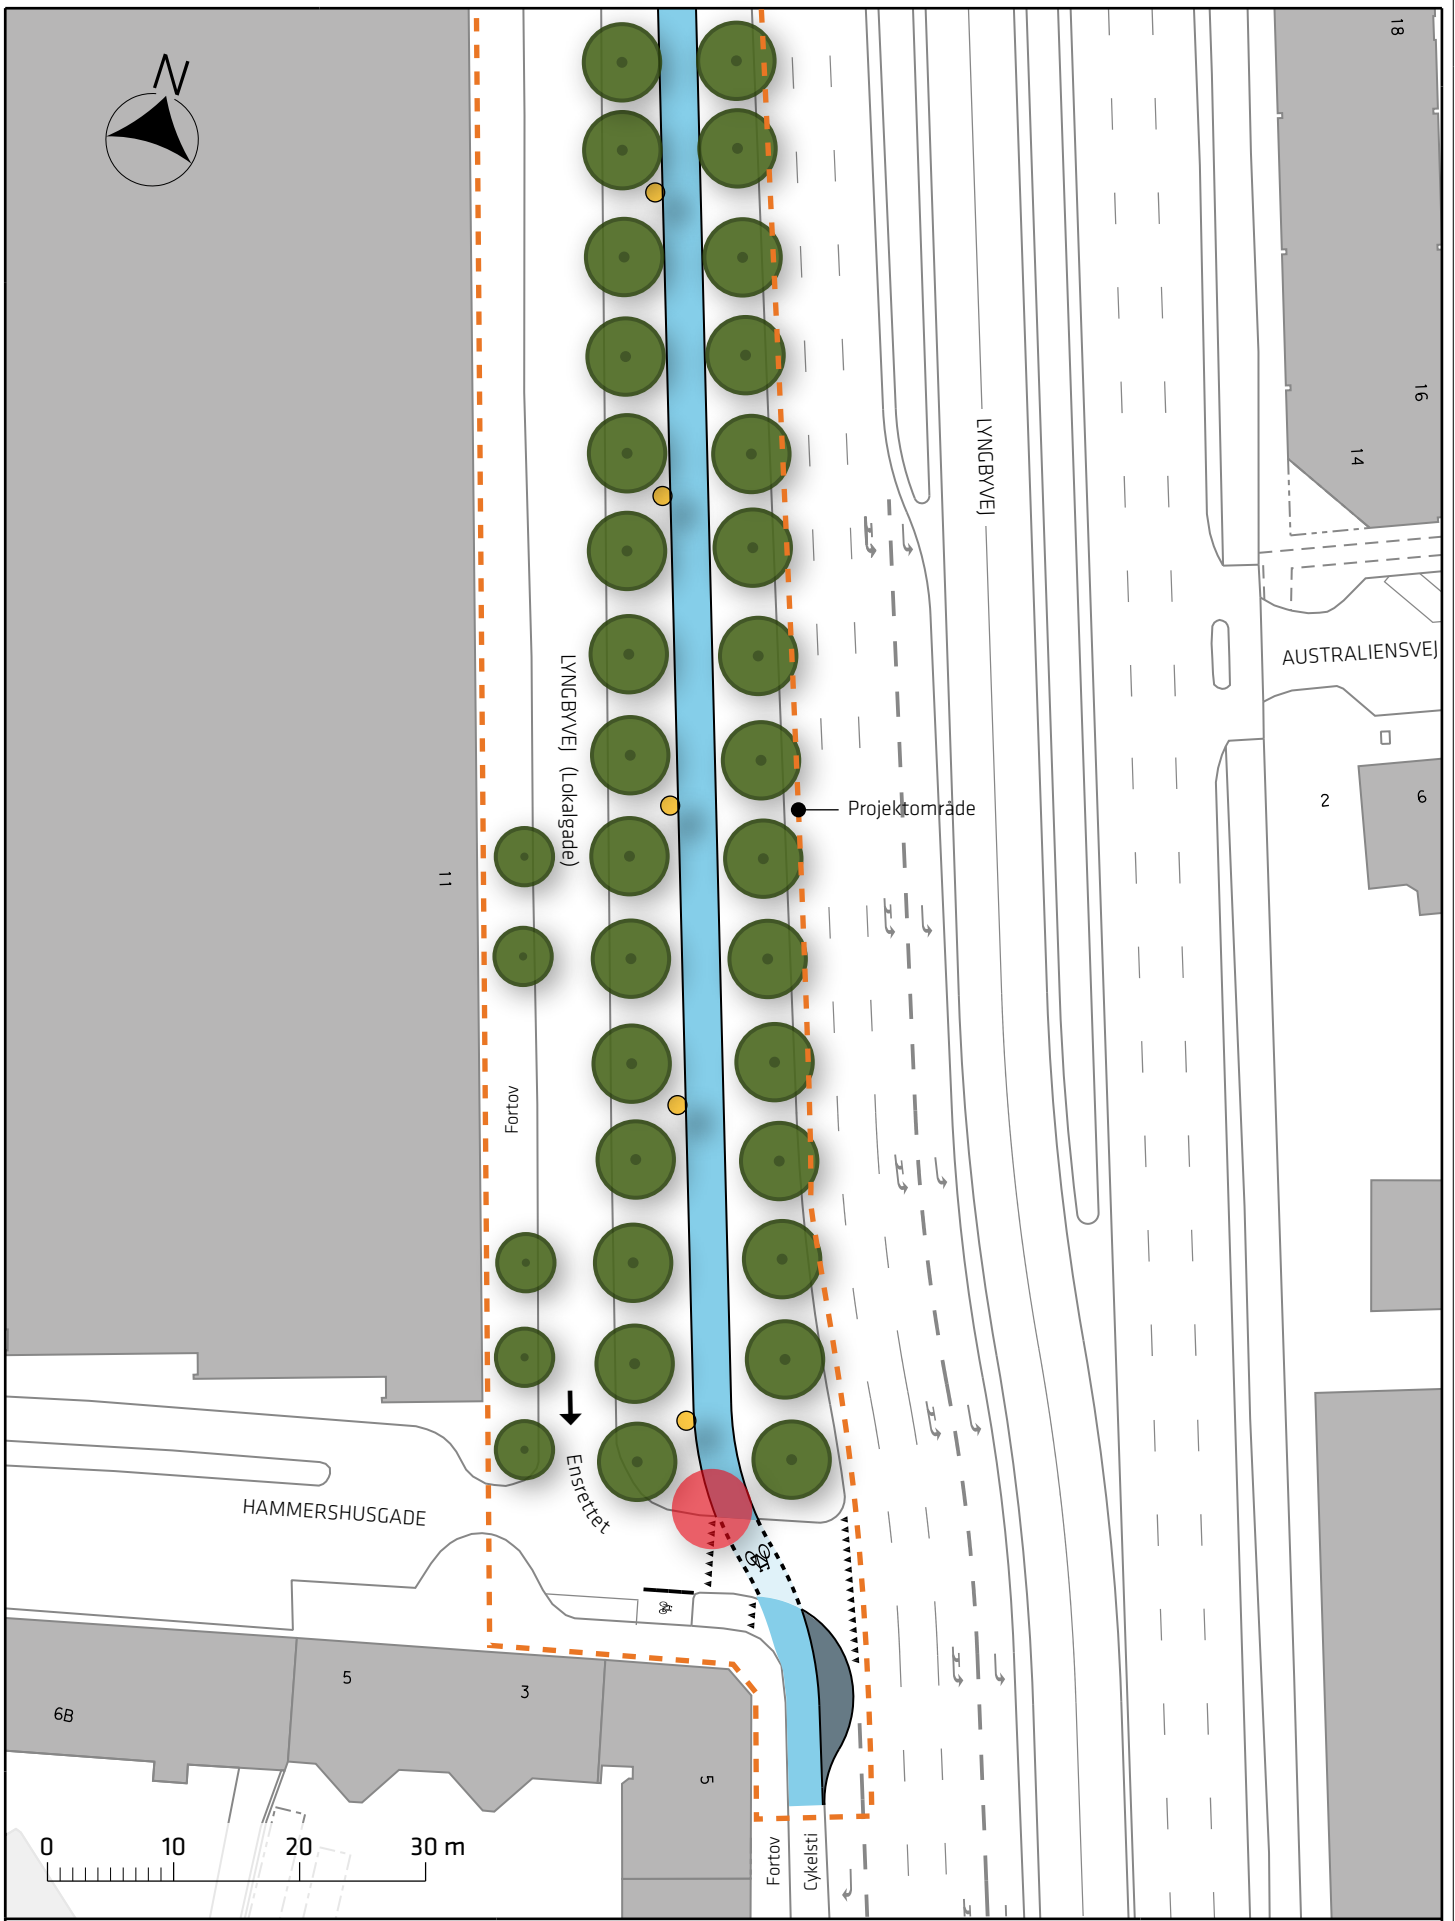 N
18
16
14
LYNGBYVEJ
AUSTRALIENSVEJ
LYNGBYVEJ (Lokalgade)
2
6
Projektområde
11
Fortov
Ensrettet
HAMMERSHUSGADE
5
3
6B
5
0 10 20 30 m
Fortov
Cykelsti